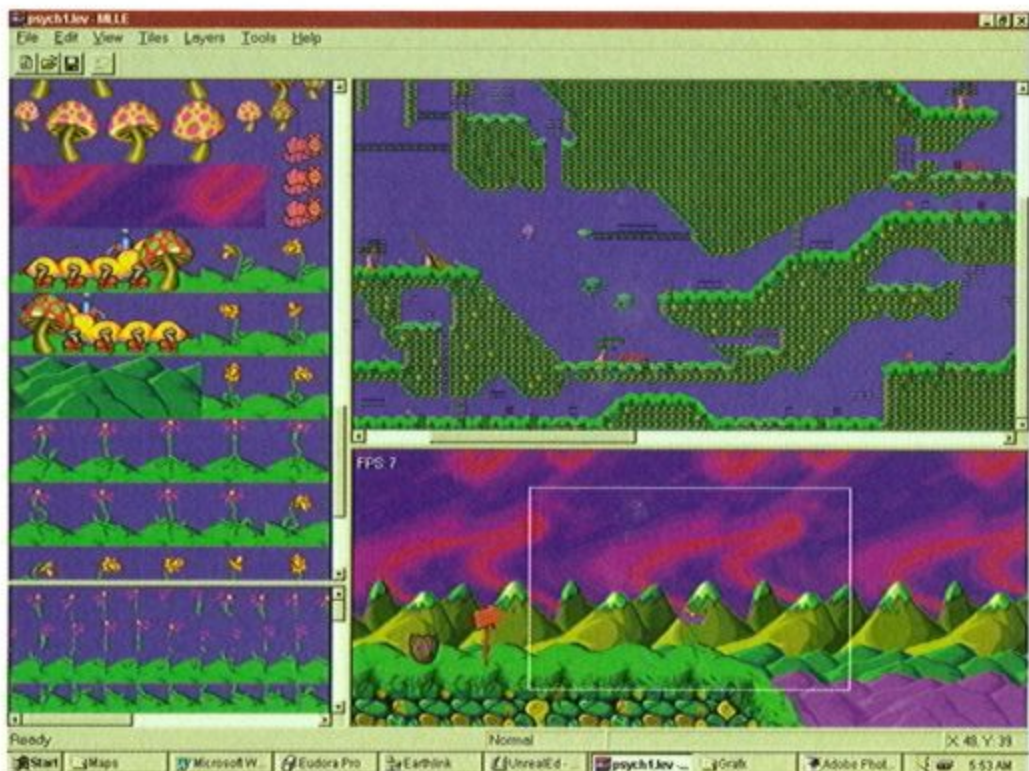 psych1.lev - MLLE
File Edit View Tiles Layers Tools Help
FPS: 7
Ready Normal X: 49, Y: 39
Start Maps Microsoft W... Eudora Pro Earthlink UnrealEd - ... psych1.lev - ... Grafx Adobe Phot... 5:53 AM